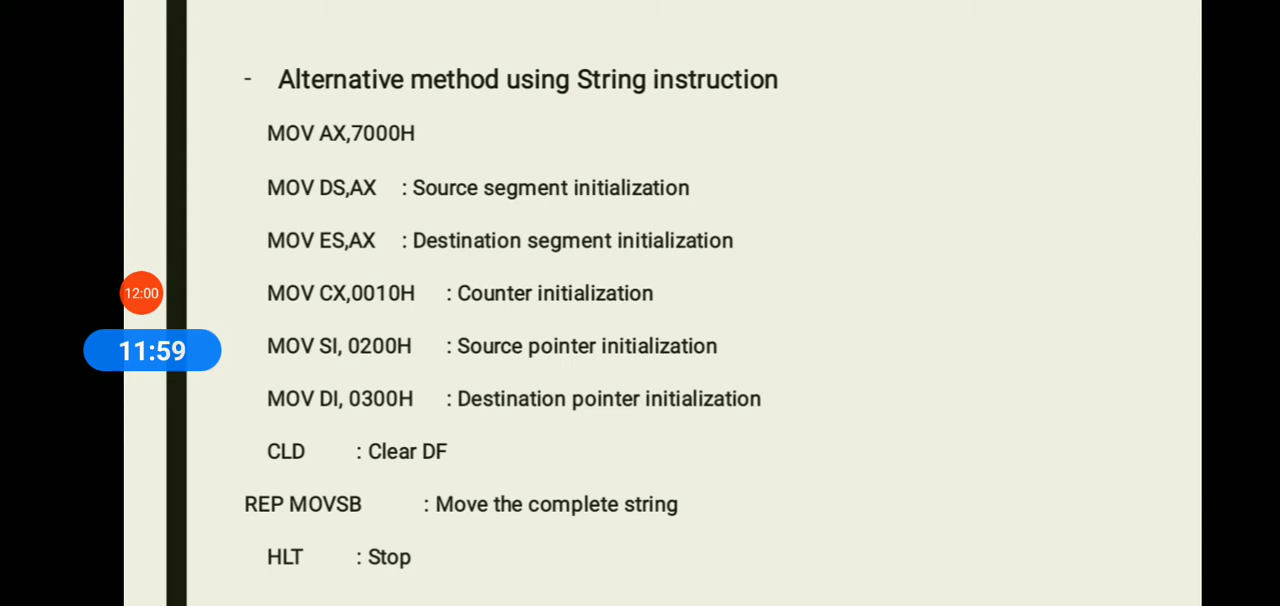 - Alternative method using String instruction
MOV AX,7000H
MOV DS,AX : Source segment initialization
MOV ES,AX : Destination segment initialization
MOV CX,0010H : Counter initialization
12:00
MOV SI, 0200H : Source pointer initialization
11:59
MOV DI, 0300H : Destination pointer initialization
CLD : Clear DF
REP MOVSB : Move the complete string
HLT : Stop